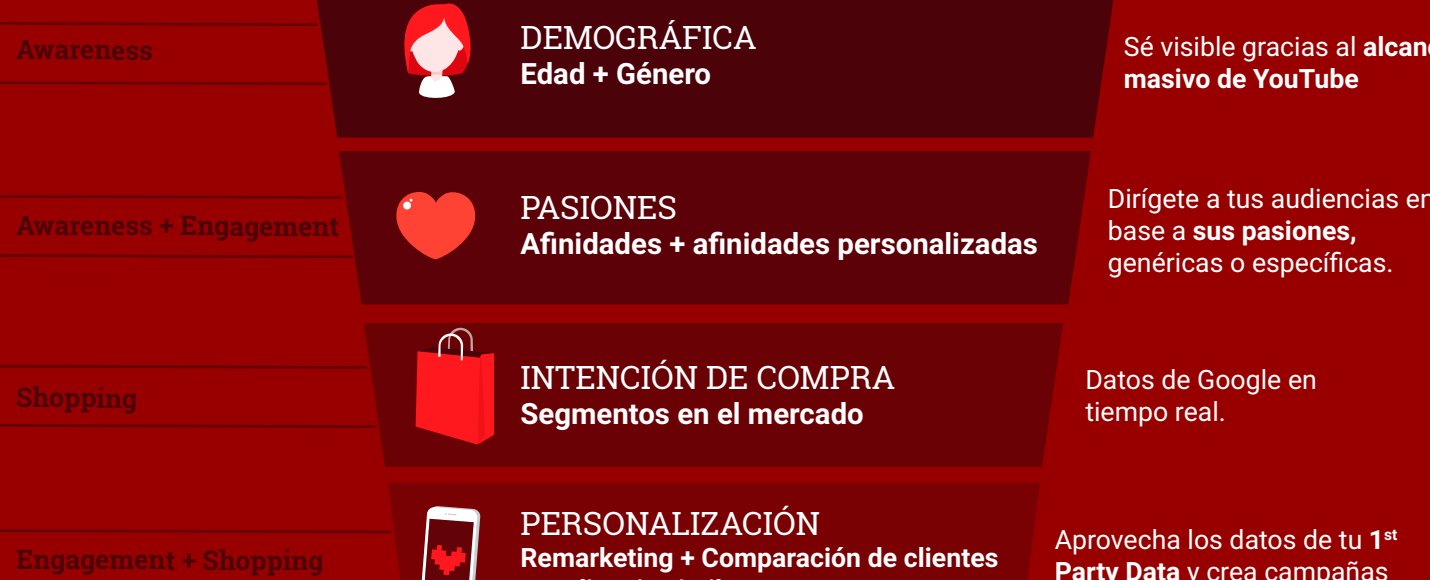 Awareness
DEMOGRÁFICA
Edad + Género
Sé visible gracias al
masivo de YouTube
Awareness + Engagement
PASIONES
Afinidades + afinidades personalizadas
Dirígete a tus audiencias en
base a sus pasiones,
genéricas o específicas.
Shopping
INTENCIÓN DE COMPRA
Segmentos en el mercado
Datos de Google en
tiempo real.
Engagement + Shopping
PERSONALIZACIÓN
Remarketing + Comparación de clientes
Aprovecha los datos de tu 1st
Party Data y crea campañas